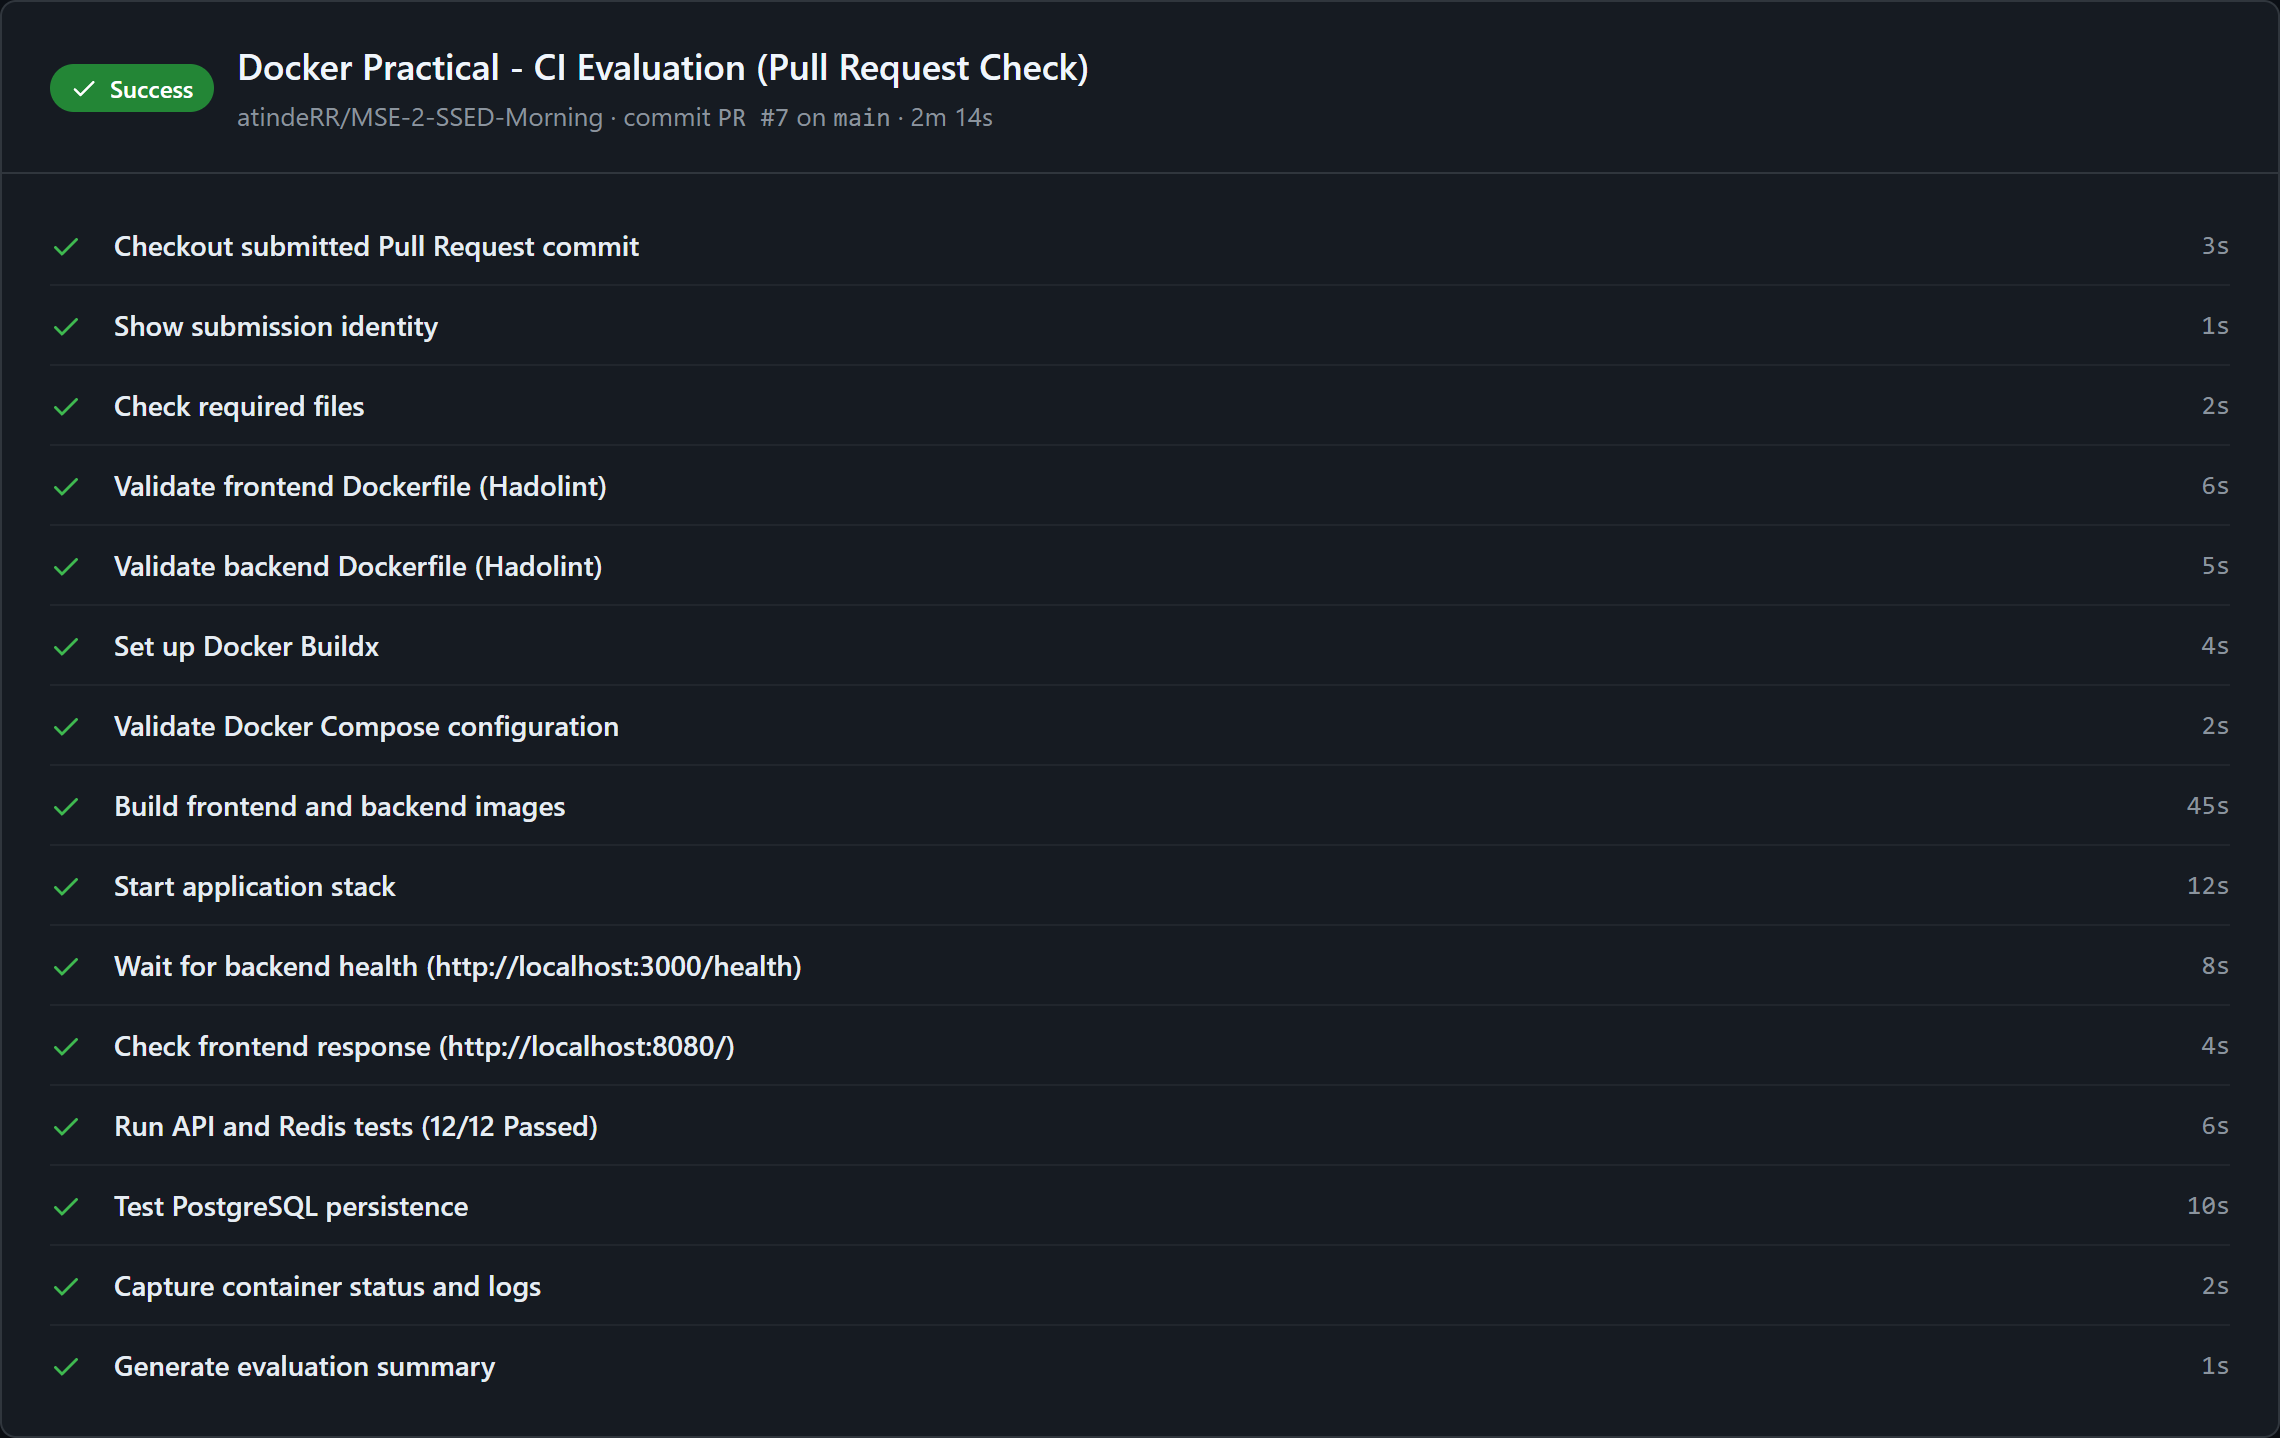 Success
Docker Practical - CI Evaluation (Pull Request Check)
atindeRR/MSE-2-SSED-Morning · commit PR #7 on main · 2m 14s
Checkout submitted Pull Request commit 3s
Show submission identity 1s
Check required files 2s
Validate frontend Dockerfile (Hadolint) 6s
Validate backend Dockerfile (Hadolint) 5s
Set up Docker Buildx 4s
Validate Docker Compose configuration 2s
Build frontend and backend images 45s
Start application stack 12s
Wait for backend health (http://localhost:3000/health) 8s
Check frontend response (http://localhost:8080/) 4s
Run API and Redis tests (12/12 Passed) 6s
Test PostgreSQL persistence 10s
Capture container status and logs 2s
Generate evaluation summary 1s